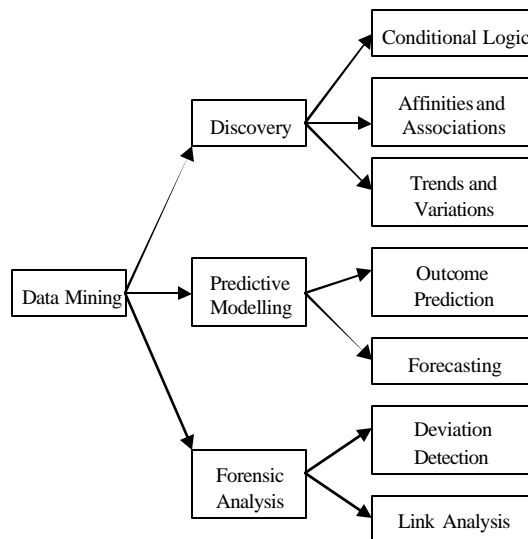 Conditional Logic
Affinities and
Associations
Discovery
Trends and
Variations
Data Mining
Predictive
Modelling
Outcome
Prediction
Forecasting
Forensic
Analysis
Deviation
Detection
Link Analysis